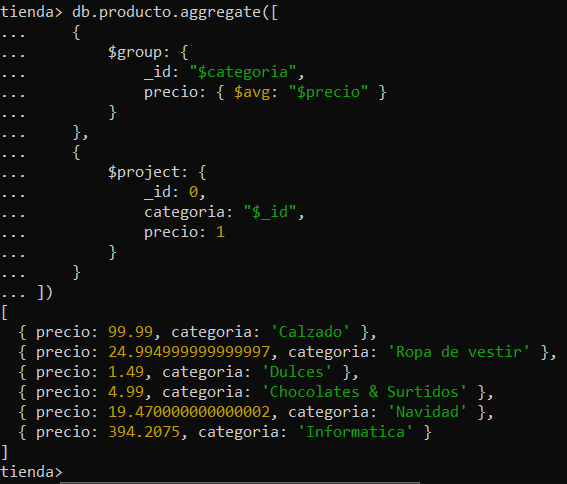 tienda> db.producto.aggregate([
...     {
...         $group: {
...             _id: "$categoria",
...             precio: { $avg: "$precio" }
...         }
...     },
...     {
...         $project: {
...             _id: 0,
...             categoria: "$_id",
...             precio: 1
...         }
...     }
... ])
[
  { precio: 99.99, categoria: 'Calzado' },
  { precio: 24.994999999999997, categoria: 'Ropa de vestir' },
  { precio: 1.49, categoria: 'Dulces' },
  { precio: 4.99, categoria: 'Chocolates & Surtidos' },
  { precio: 19.470000000000002, categoria: 'Navidad' },
  { precio: 394.2075, categoria: 'Informatica' }
]
tienda>